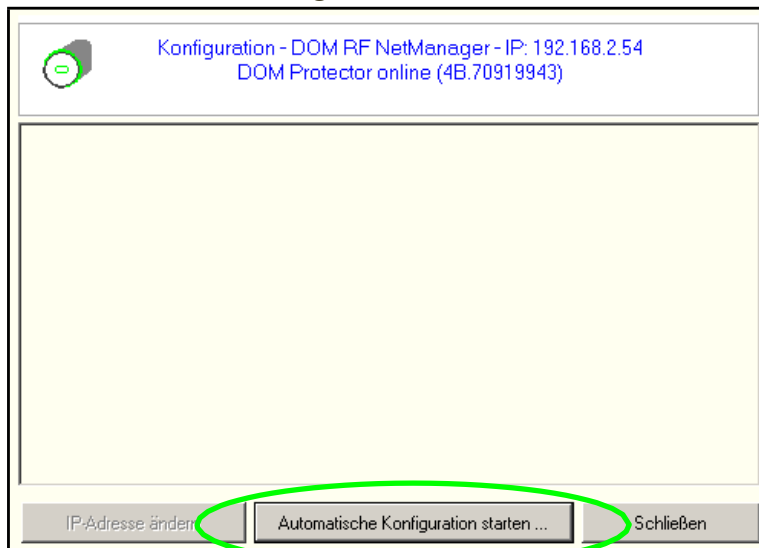 Konfiguration - DOM RF NetManager - IP: 192.168.2.54
DOM Protector online (4B.70919943)
IP-Adresse ändern Automatische Konfiguration starten ... Schließen